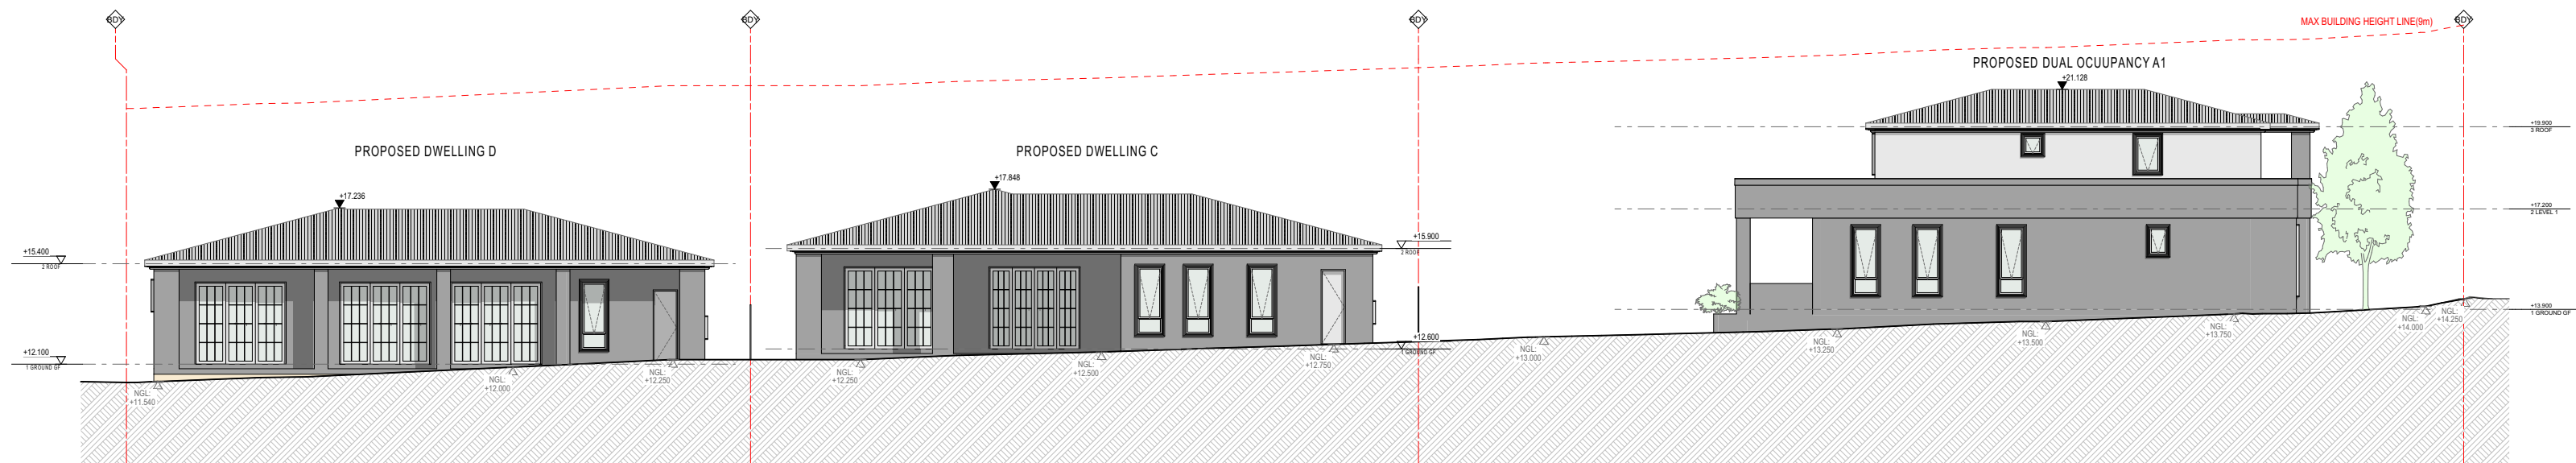 BDY
BDY
BDY
BDY
MAX BUILDING HEIGHT LINE(9m)
PROPOSED DUAL OCUUPANCY A1
+21.128
+19.900
3 ROOF
PROPOSED DWELLING D
PROPOSED DWELLING C
+17.848
+17.236
+17.200
2 LEVEL 1
+15.900
2 ROOF
+15.400
2 ROOF
+13.900
1 GROUND GF
+12.600
1 GROUND GF
+12.100
1 GROUND GF
NGL:
+11.540
NGL:
+12.000
NGL:
+12.250
NGL:
+12.250
NGL:
+12.500
NGL:
+12.750
NGL:
+13.000
NGL:
+13.250
NGL:
+13.500
NGL:
+13.750
NGL:
+14.000
NGL:
+14.250